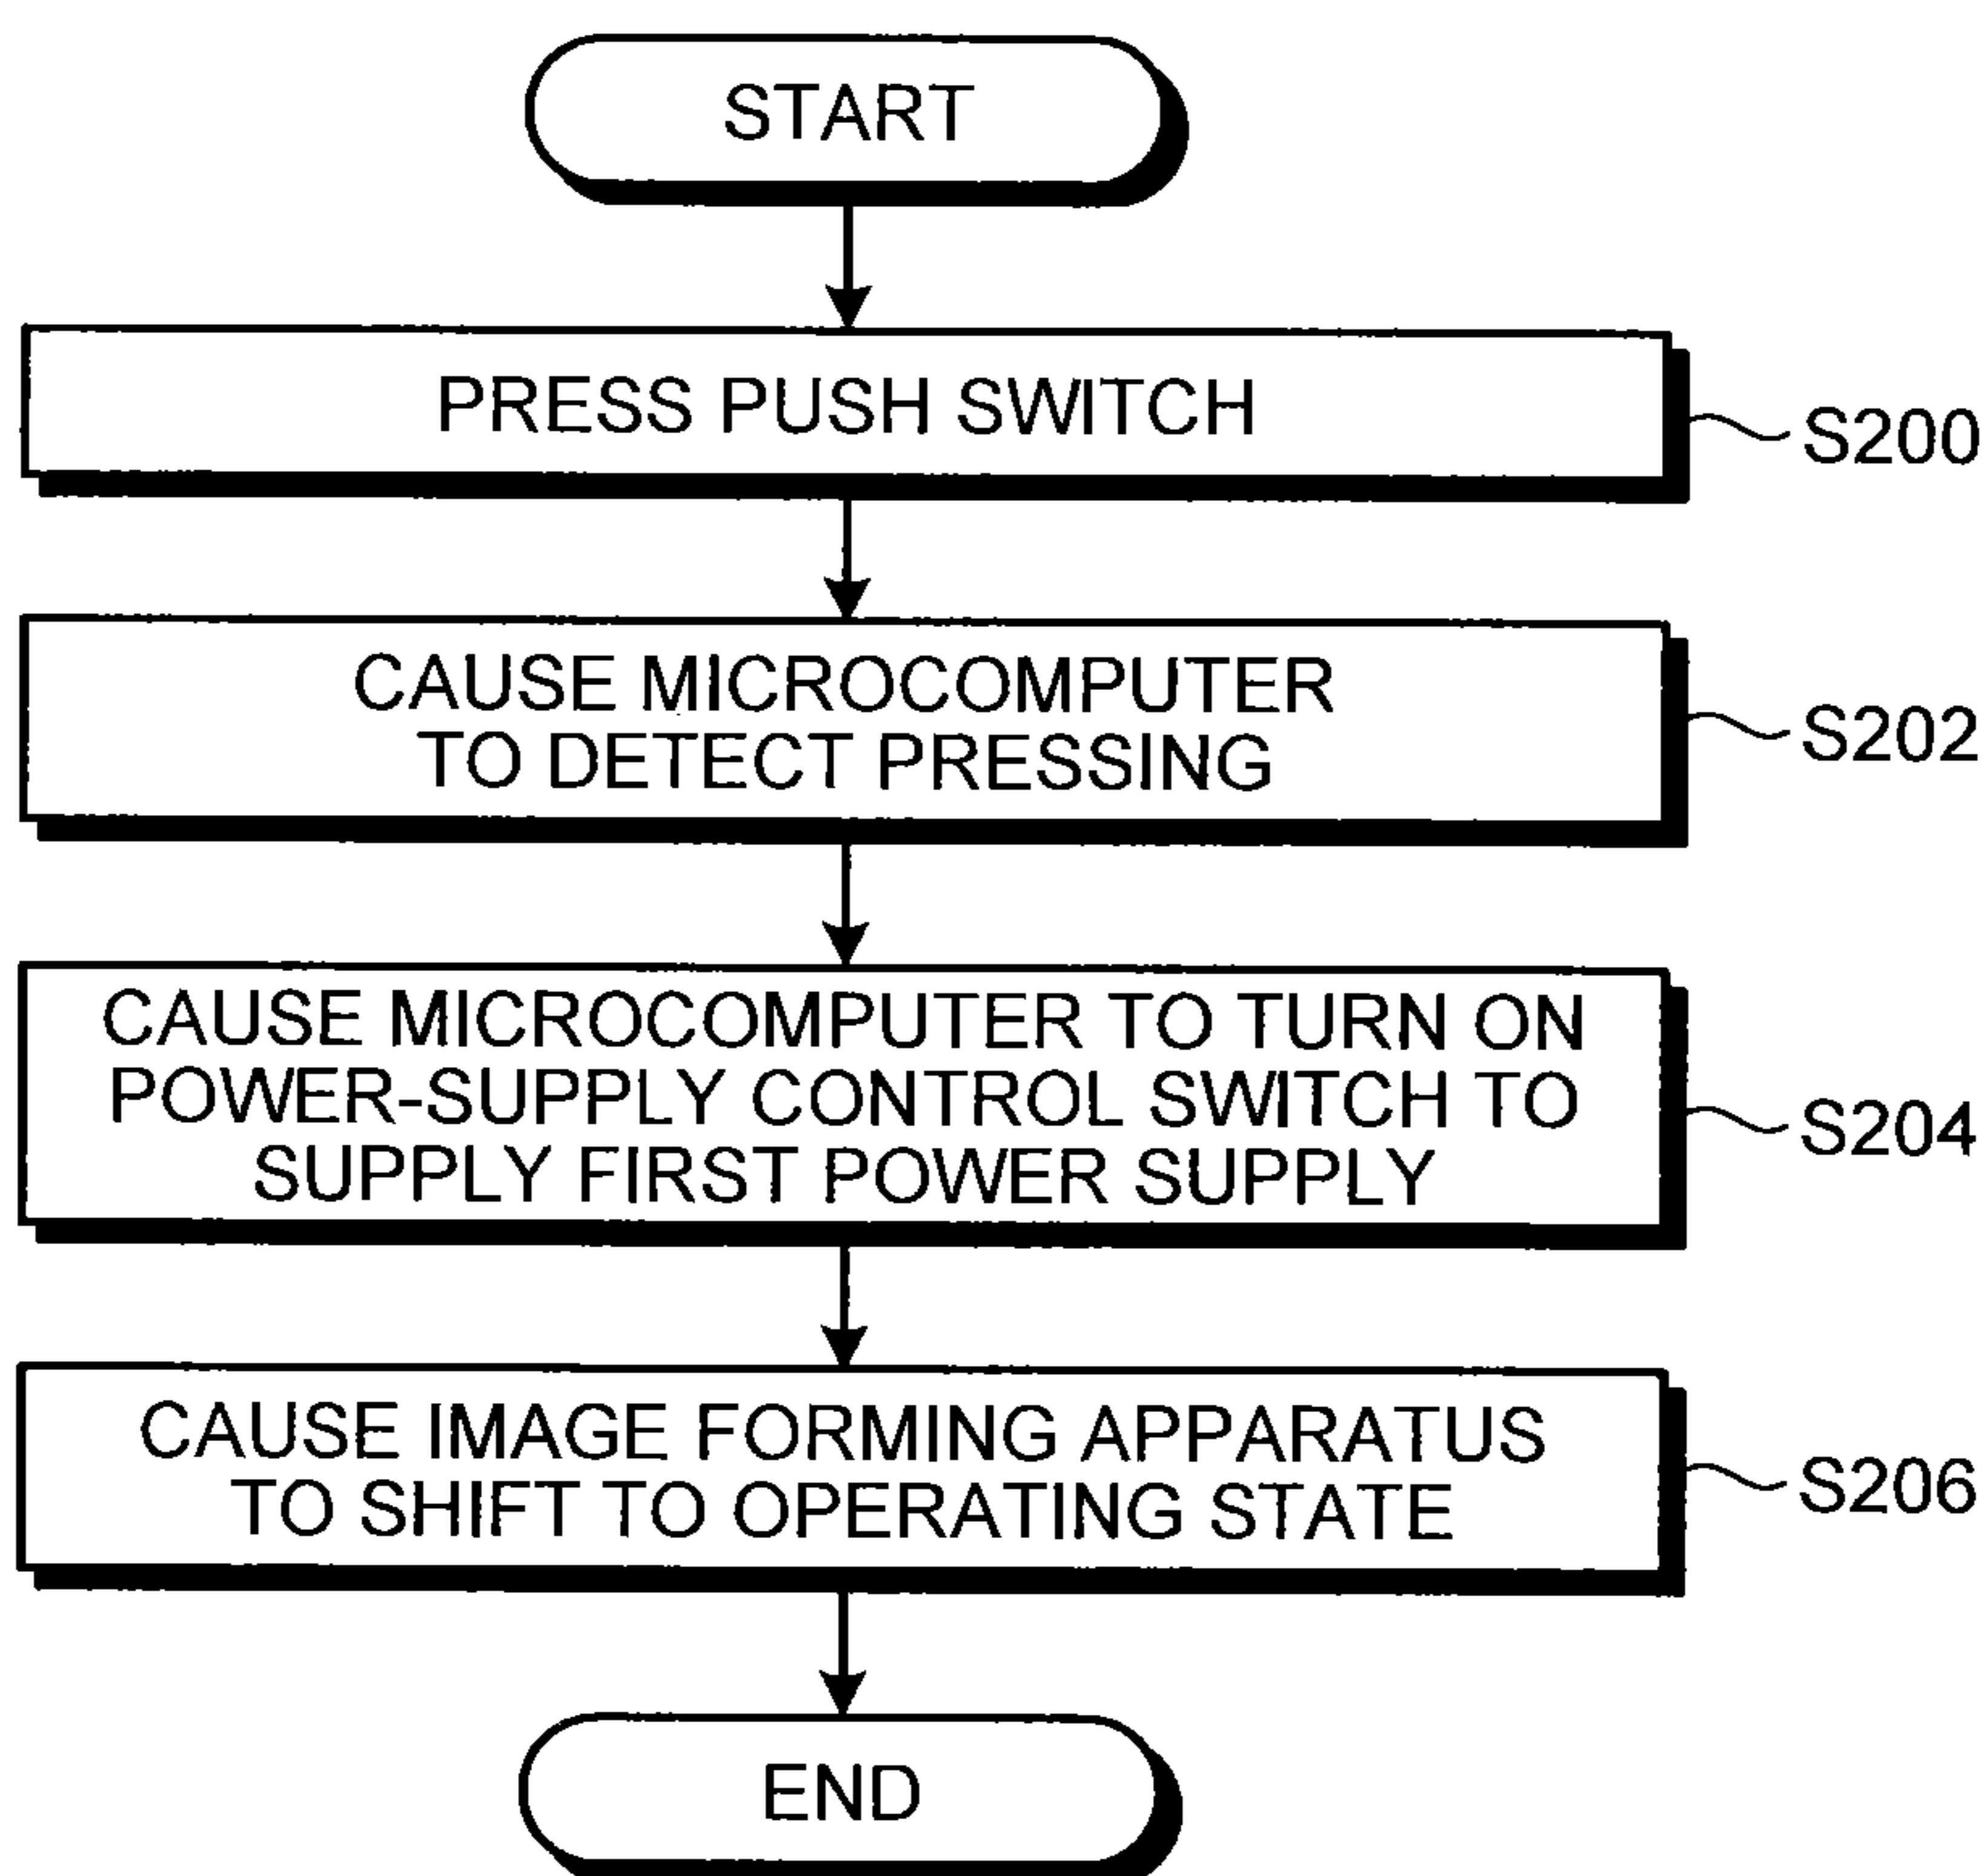 START
PRESS PUSH SWITCH
S200
CAUSE MICROCOMPUTER
TO DETECT PRESSING
S202
CAUSE MICROCOMPUTER TO TURN ON
POWER-SUPPLY CONTROL SWITCH TO
SUPPLY FIRST POWER SUPPLY
S204
CAUSE IMAGE FORMING APPARATUS
TO SHIFT TO OPERATING STATE
S206
END